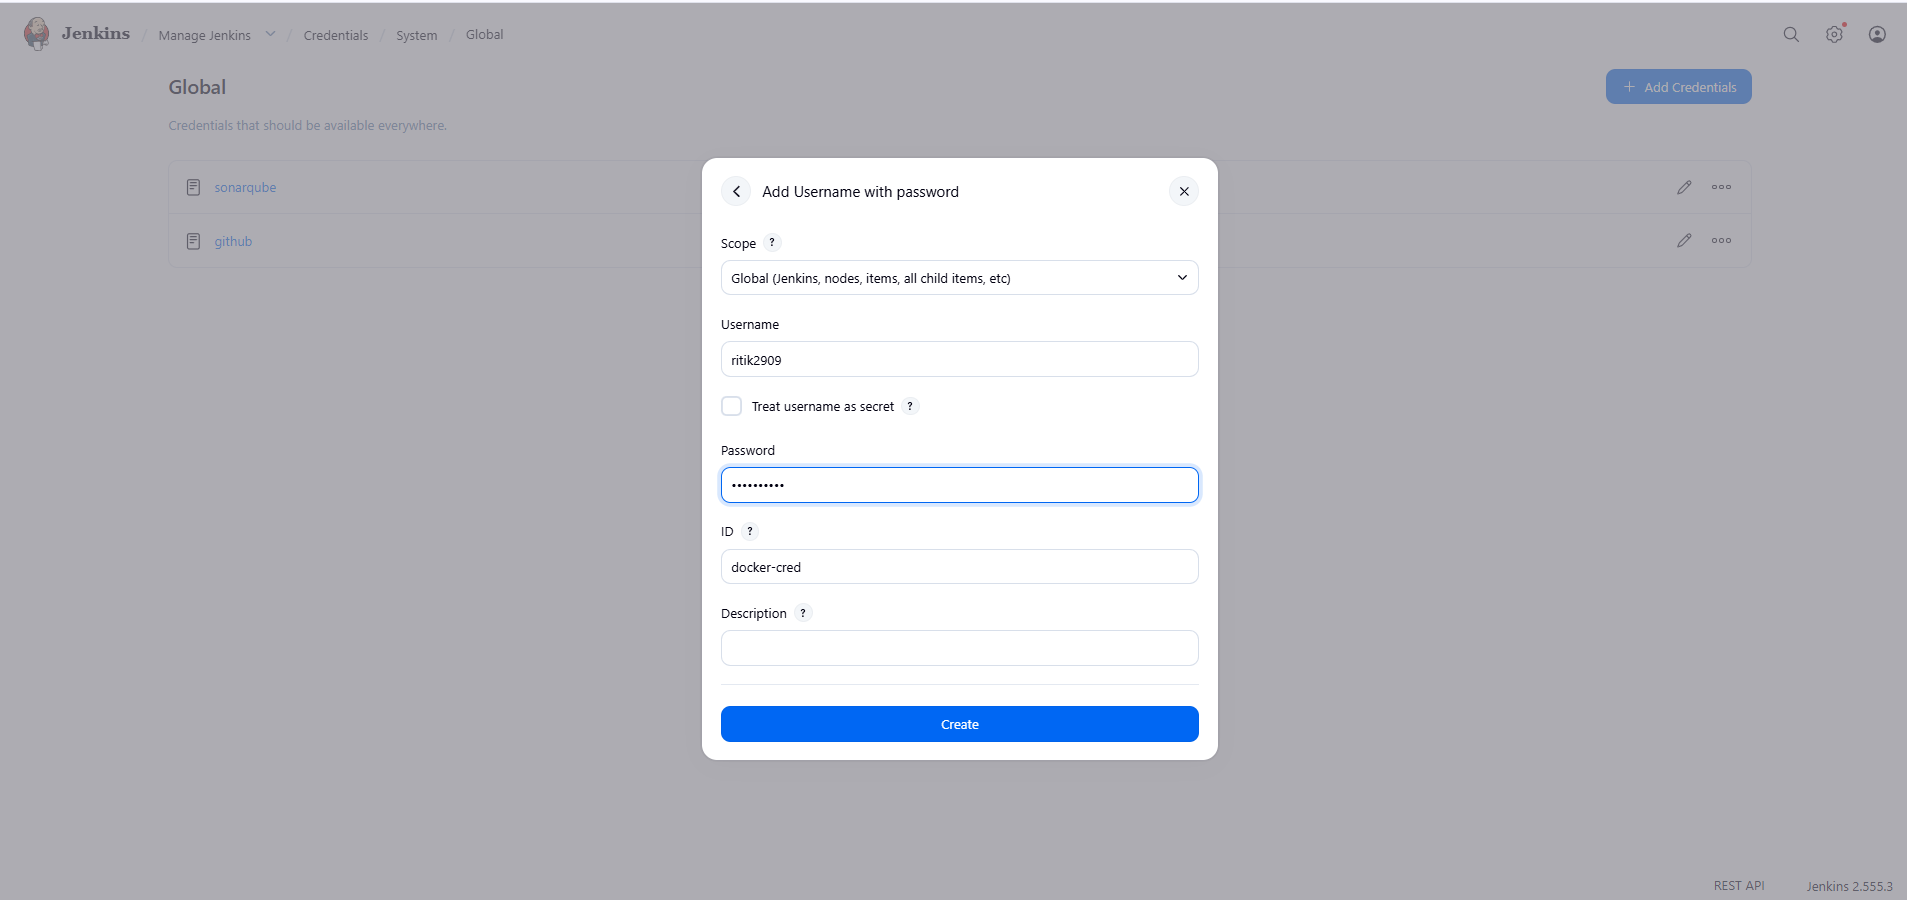 Jenkins / Manage Jenkins / Credentials / System / Global
Global
+ Add Credentials
Credentials that should be available everywhere.
sonarqube
github
Add Username with password
Scope ?
Global (Jenkins, nodes, items, all child items, etc)
Username
ritik2909
Treat username as secret ?
Password
••••••••••
ID ?
docker-cred
Description ?
Create
REST API
Jenkins 2.555.3